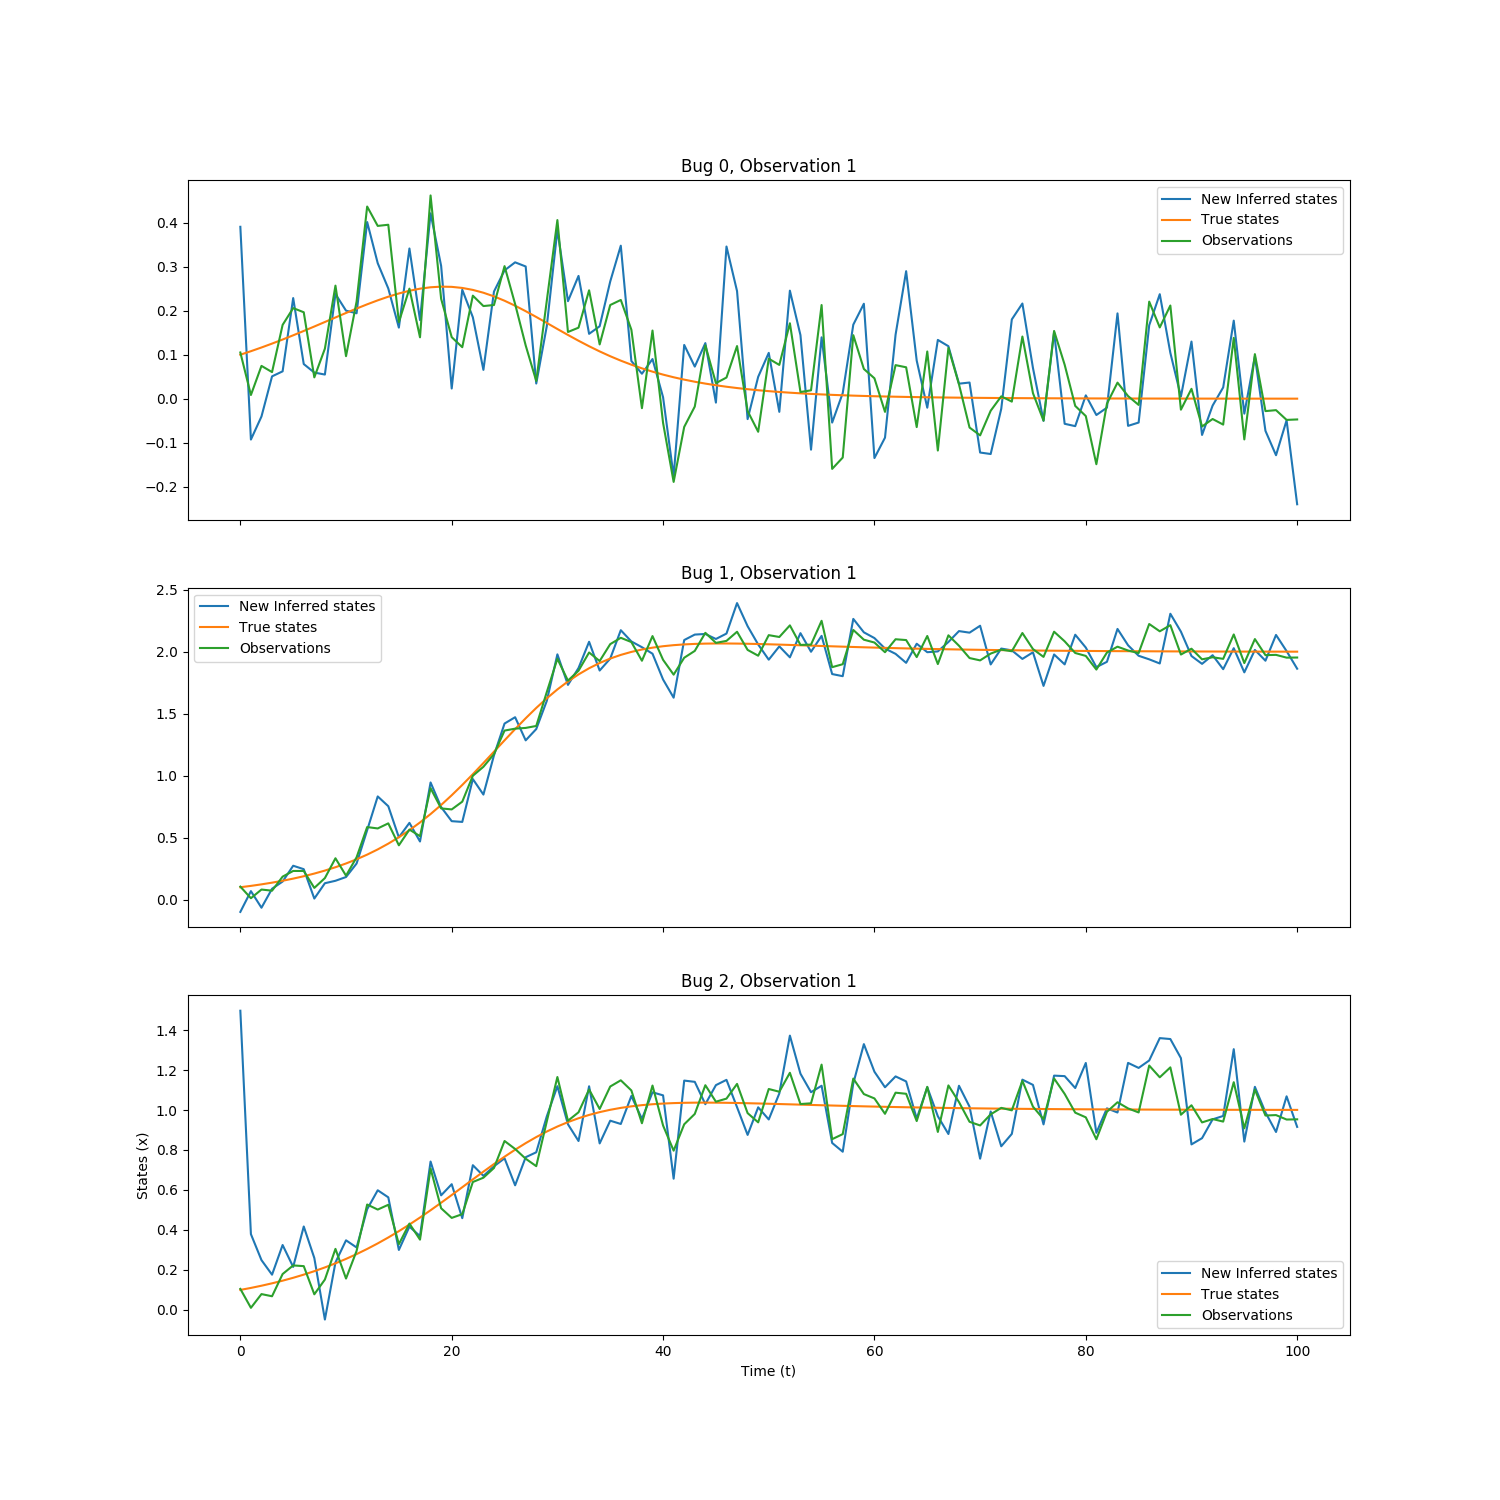 Bug 0, Observation 1
New Inferred states
True states
Observations
0.4
0.3
0.2
0.1
0.0
−0.1
−0.2
Bug 1, Observation 1
New Inferred states
True states
Observations
2.5
2.0
1.5
1.0
0.5
0.0
Bug 2, Observation 1
1.4
1.2
1.0
0.8
0.6
0.4
0.2
0.0
States (x)
New Inferred states
True states
Observations
0 20 40 60 80 100
Time (t)